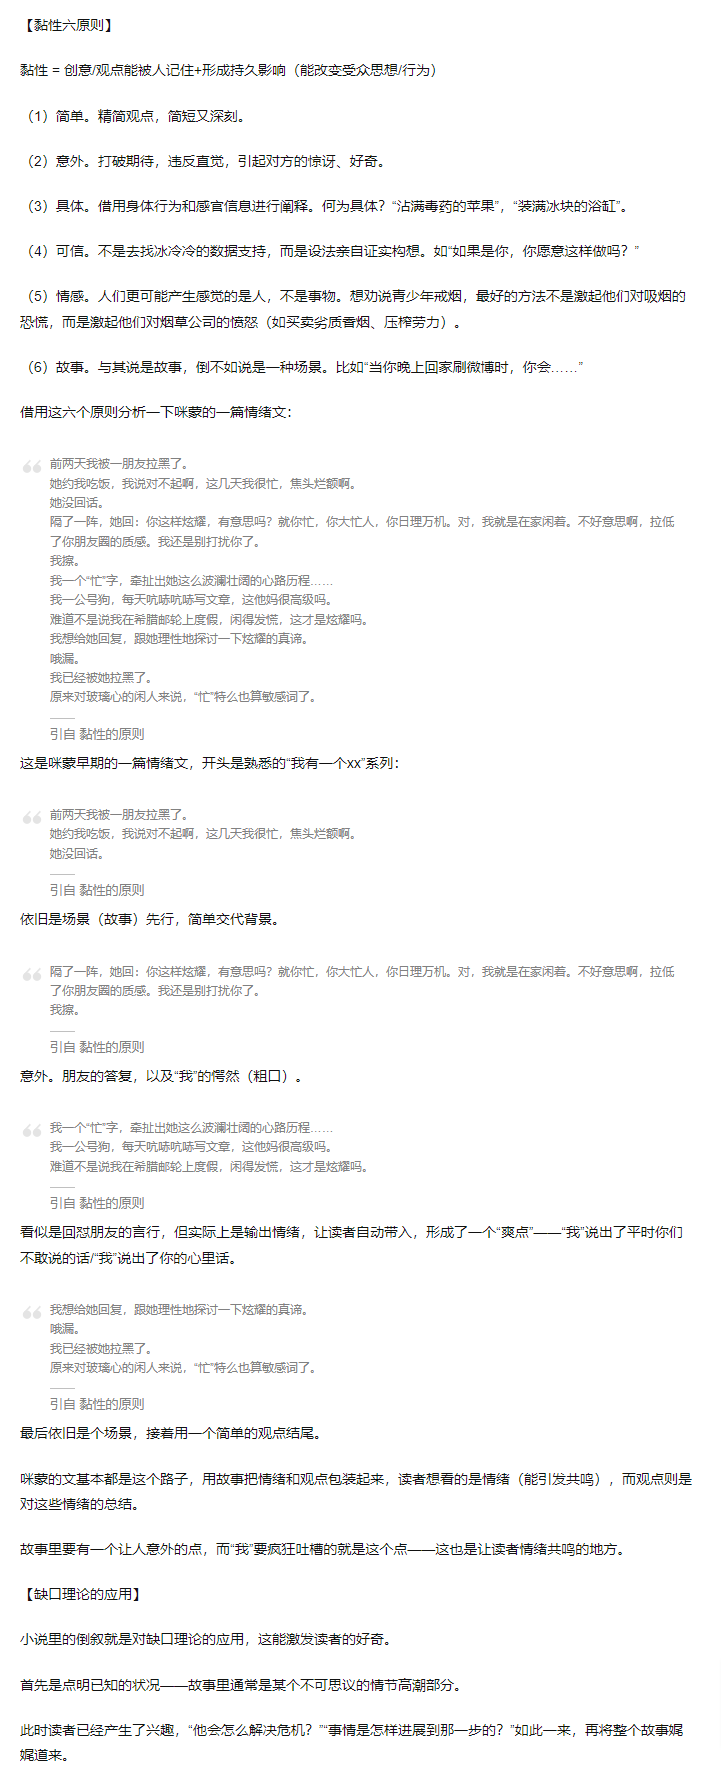 【黏性六原则】
黏性 = 创意/观点能被人记住+形成持久影响（能改变受众思想/行为）
（1）简单。精简观点，简短又深刻。
（2）意外。打破期待，违反直觉，引起对方的惊讶、好奇。
（3）具体。借用身体行为和感官信息进行阐释。何为具体？“沾满毒药的苹果”，“装满冰块的浴缸”。
（4）可信。不是去找冰冷冷的数据支持，而是设法亲自证实构想。如“如果是你，你愿意这样做吗？”
（5）情感。人们更可能产生感觉的是人，不是事物。想劝说青少年戒烟，最好的方法不是激起他们对吸烟的
恐慌，而是激起他们对烟草公司的愤怒（如买卖劣质香烟、压榨劳力）。
（6）故事。与其说是故事，倒不如说是一种场景。比如“当你晚上回家刷微博时，你会……”
借用这六个原则分析一下咪蒙的一篇情绪文：
前两天我被一朋友拉黑了。
她约我吃饭，我说对不起啊，这几天我很忙，焦头烂额啊。
她没回话。
隔了一阵，她回：你这样炫耀，有意思吗？就你忙，你大忙人，你日理万机。对，我就是在家闲着。不好意思啊，拉低
了你朋友圈的质感。我还是别打扰你了。
我擦。
我一个“忙”字，牵扯出她这么波澜壮阔的心路历程……
我一公号狗，每天吭哧吭哧写文章，这他妈很高级吗。
难道不是说我在希腊邮轮上度假，闲得发慌，这才是炫耀吗。
我想给她回复，跟她理性地探讨一下炫耀的真谛。
哦漏。
我已经被她拉黑了。
原来对玻璃心的闲人来说，“忙”特么也算敏感词了。
——
引自 黏性的原则
这是咪蒙早期的一篇情绪文，开头是熟悉的“我有一个xx”系列：
前两天我被一朋友拉黑了。
她约我吃饭，我说对不起啊，这几天我很忙，焦头烂额啊。
她没回话。
——
引自 黏性的原则
依旧是场景（故事）先行，简单交代背景。
隔了一阵，她回：你这样炫耀，有意思吗？就你忙，你大忙人，你日理万机。对，我就是在家闲着。不好意思啊，拉低
了你朋友圈的质感。我还是别打扰你了。
我擦。
——
引自 黏性的原则
意外。朋友的答复，以及“我”的愕然（粗口）。
我一个“忙”字，牵扯出她这么波澜壮阔的心路历程……
我一公号狗，每天吭哧吭哧写文章，这他妈很高级吗。
难道不是说我在希腊邮轮上度假，闲得发慌，这才是炫耀吗。
——
引自 黏性的原则
看似是回怼朋友的言行，但实际上是输出情绪，让读者自动带入，形成了一个“爽点”——“我”说出了平时你们
不敢说的话/“我”说出了你的心里话。
我想给她回复，跟她理性地探讨一下炫耀的真谛。
哦漏。
我已经被她拉黑了。
原来对玻璃心的闲人来说，“忙”特么也算敏感词了。
——
引自 黏性的原则
最后依旧是个场景，接着用一个简单的观点结尾。
咪蒙的文基本都是这个路子，用故事把情绪和观点包装起来，读者想看的是情绪（能引发共鸣），而观点则是
对这些情绪的总结。
故事里要有一个让人意外的点，而“我”要疯狂吐槽的就是这个点——这也是让读者情绪共鸣的地方。
【缺口理论的应用】
小说里的倒叙就是对缺口理论的应用，这能激发读者的好奇。
首先是点明已知的状况——故事里通常是某个不可思议的情节高潮部分。
此时读者已经产生了兴趣，“他会怎么解决危机？”“事情是怎样进展到那一步的？”如此一来，再将整个故事娓
娓道来。